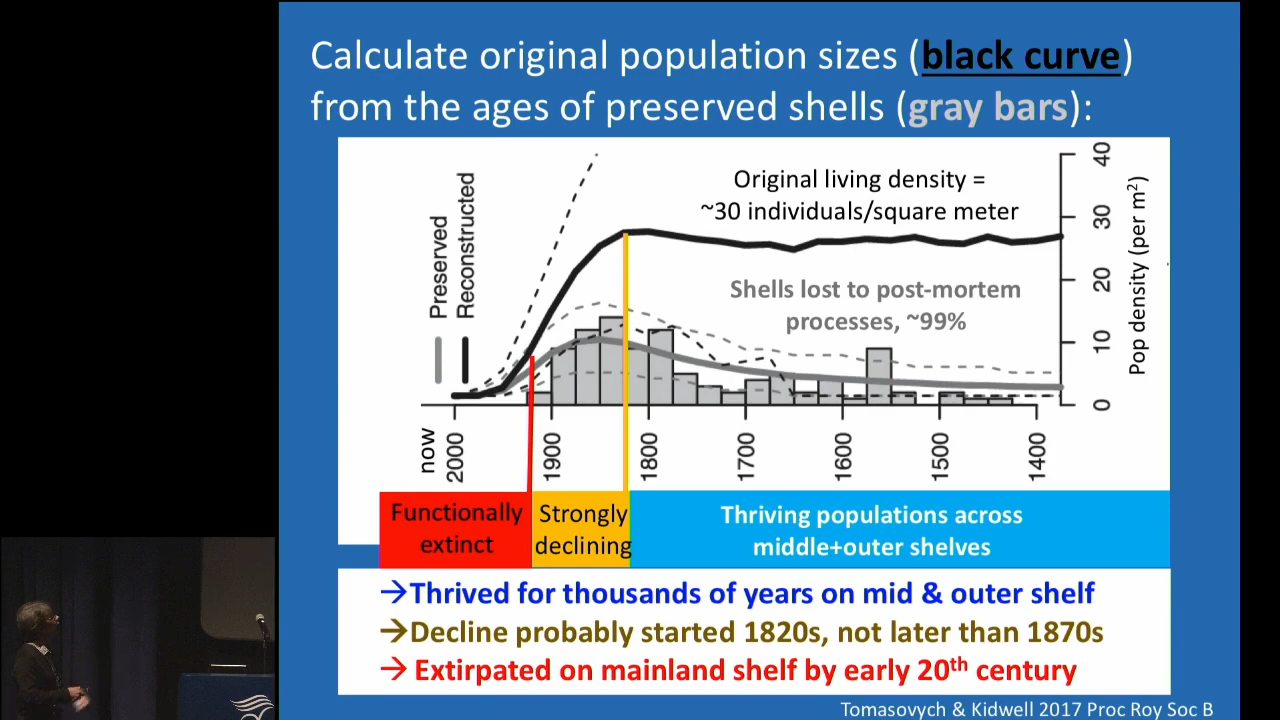 Calculate original population sizes (black curve)
from the ages of preserved shells (gray bars):
Preserved
Reconstructed
Original living density =
~30 individuals/square meter
Shells lost to post-mortem
processes, ~99%
40
30
20
10
0
Pop density (per m²)
now
2000
1900
1800
1700
1600
1500
1400
Functionally
extinct
Strongly
declining
Thriving populations across
middle+outer shelves
→Thrived for thousands of years on mid & outer shelf
→Decline probably started 1820s, not later than 1870s
→ Extirpated on mainland shelf by early 20th century
Tomasovych & Kidwell 2017 Proc Roy Soc B